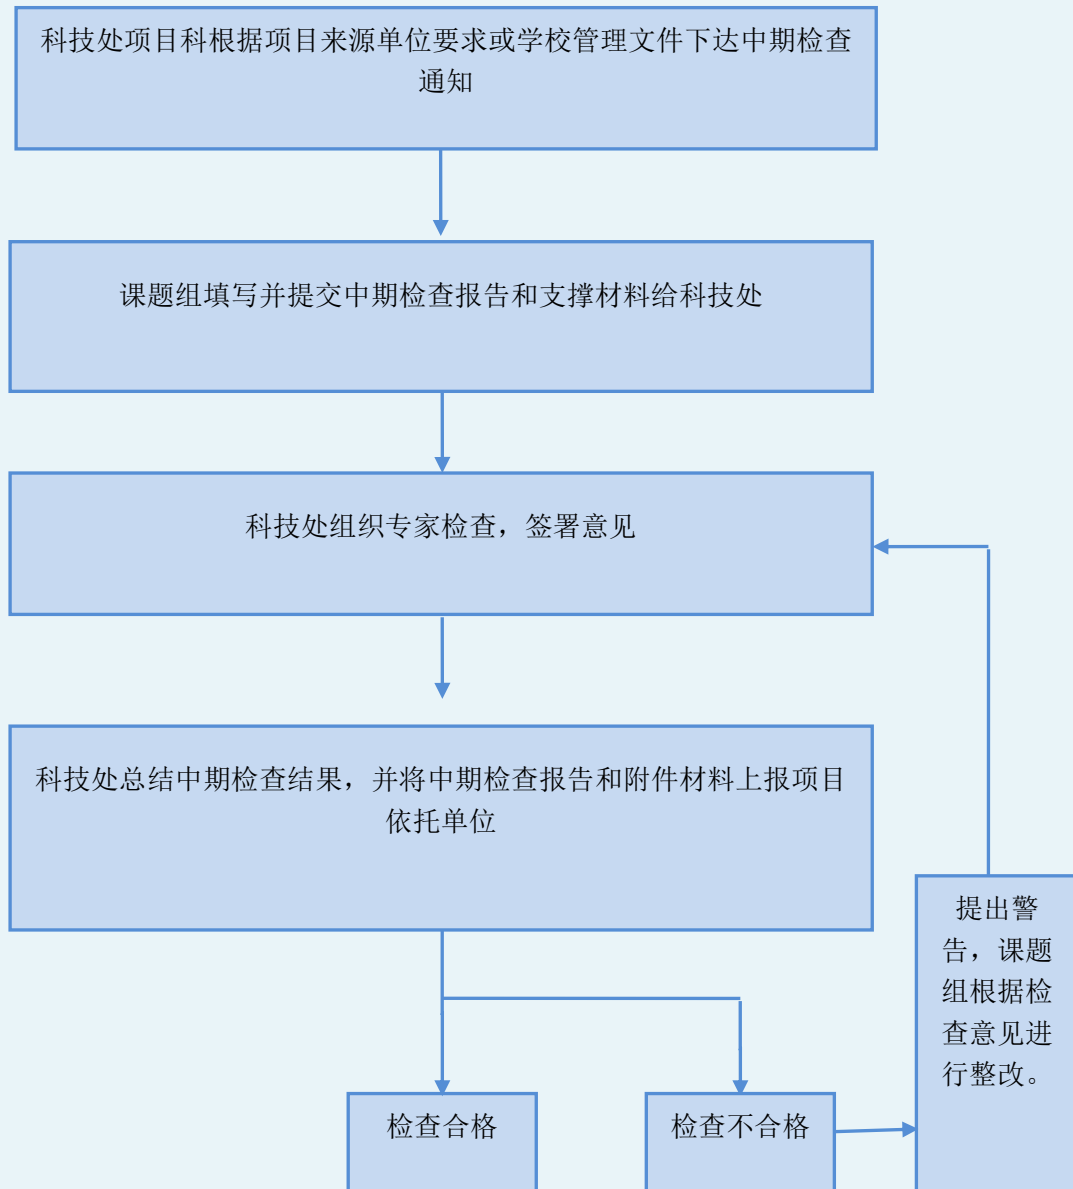 科技处项目科根据项目来源单位要求或学校管理文件下达中期检查
通知
课题组填写并提交中期检查报告和支撑材料给科技处
科技处组织专家检查，签署意见
科技处总结中期检查结果，并将中期检查报告和附件材料上报项目
依托单位
提出警
告，课题
组根据检
查意见进
行整改。
检查合格
检查不合格